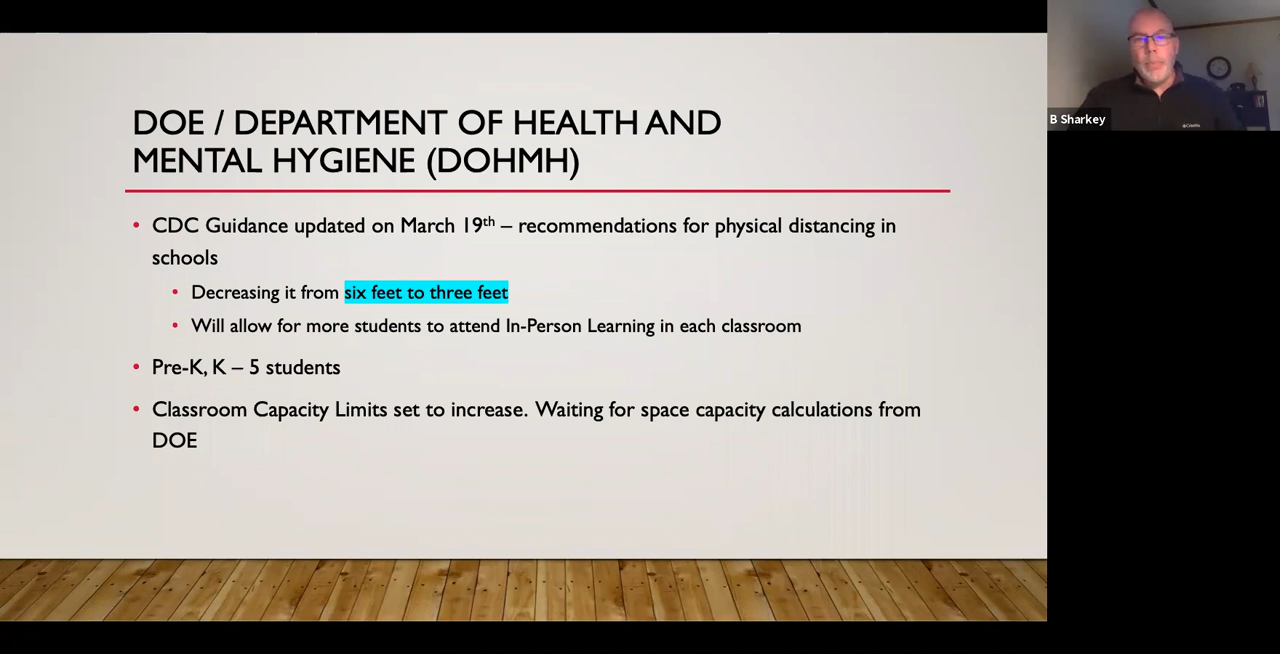 DOE / DEPARTMENT OF HEALTH AND
MENTAL HYGIENE (DOHMH)
• CDC Guidance updated on March 19th – recommendations for physical distancing in
schools
• Decreasing it from six feet to three feet
• Will allow for more students to attend In-Person Learning in each classroom
• Pre-K, K – 5 students
• Classroom Capacity Limits set to increase. Waiting for space capacity calculations from
DOE
B Sharkey